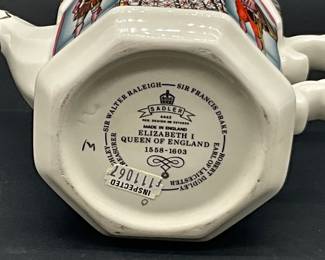 SIR WALTER RALEIGH - SIR FRANCIS DRAKE
ROBERT DUDLEY - EARL OF LEICESTER
SADLER
MADE IN ENGLAND
ELIZABETH I
QUEEN OF ENGLAND
1558-1603
M
INSPECTED
F111067